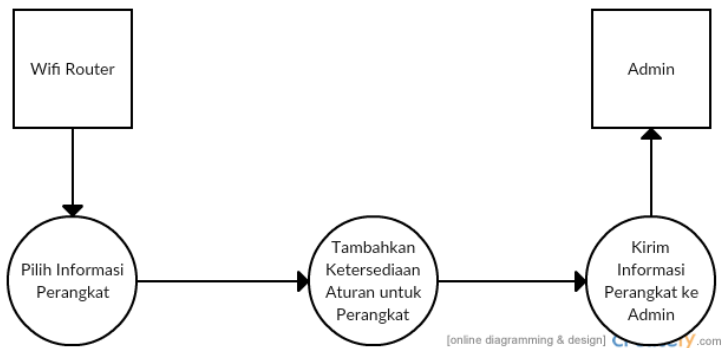 Wifi Router
Admin
Pilih Informasi
Perangkat
Tambahkan
Ketersediaan
Aturan untuk
Perangkat
Kirim
Informasi
Perangkat ke
Admin
[online diagramming & design]
.com